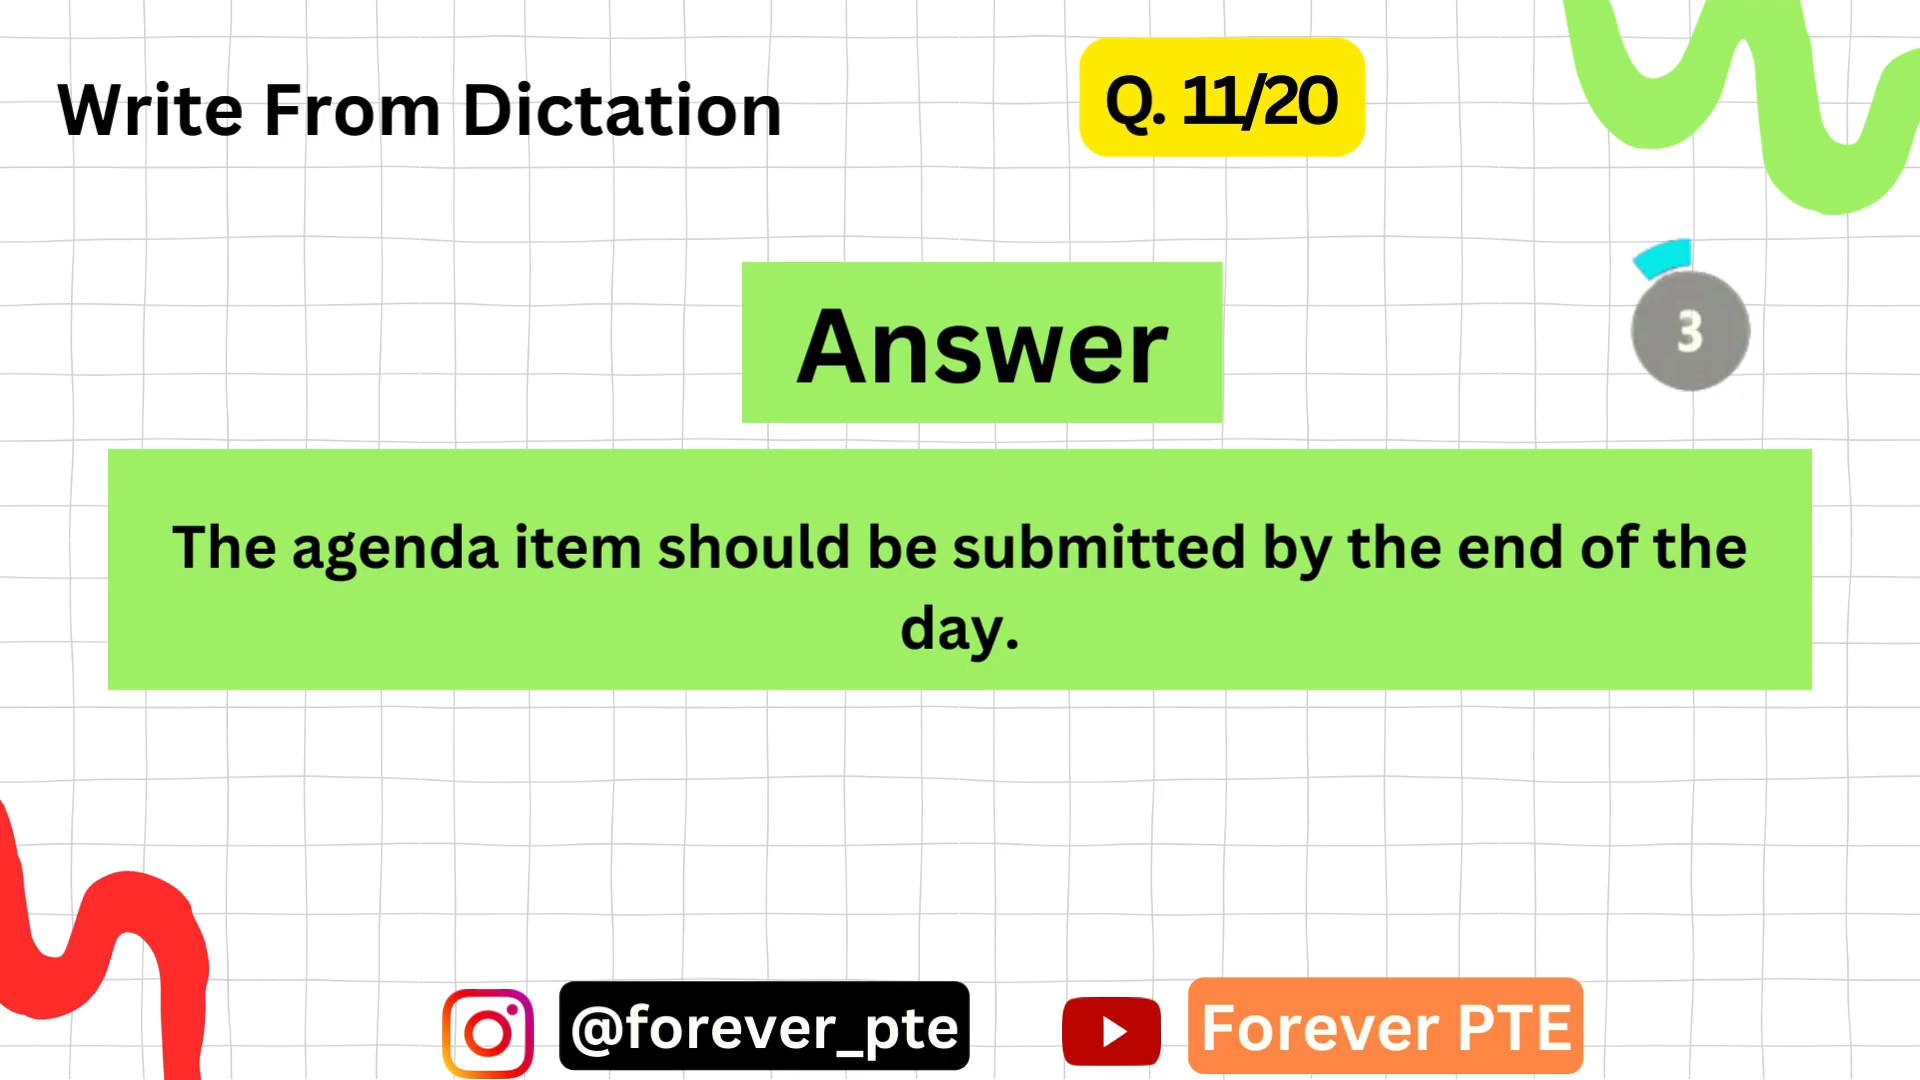 Write From Dictation
Q. 11/20
Answer
3
The agenda item should be submitted by the end of the
day.
@forever_pte
Forever PTE